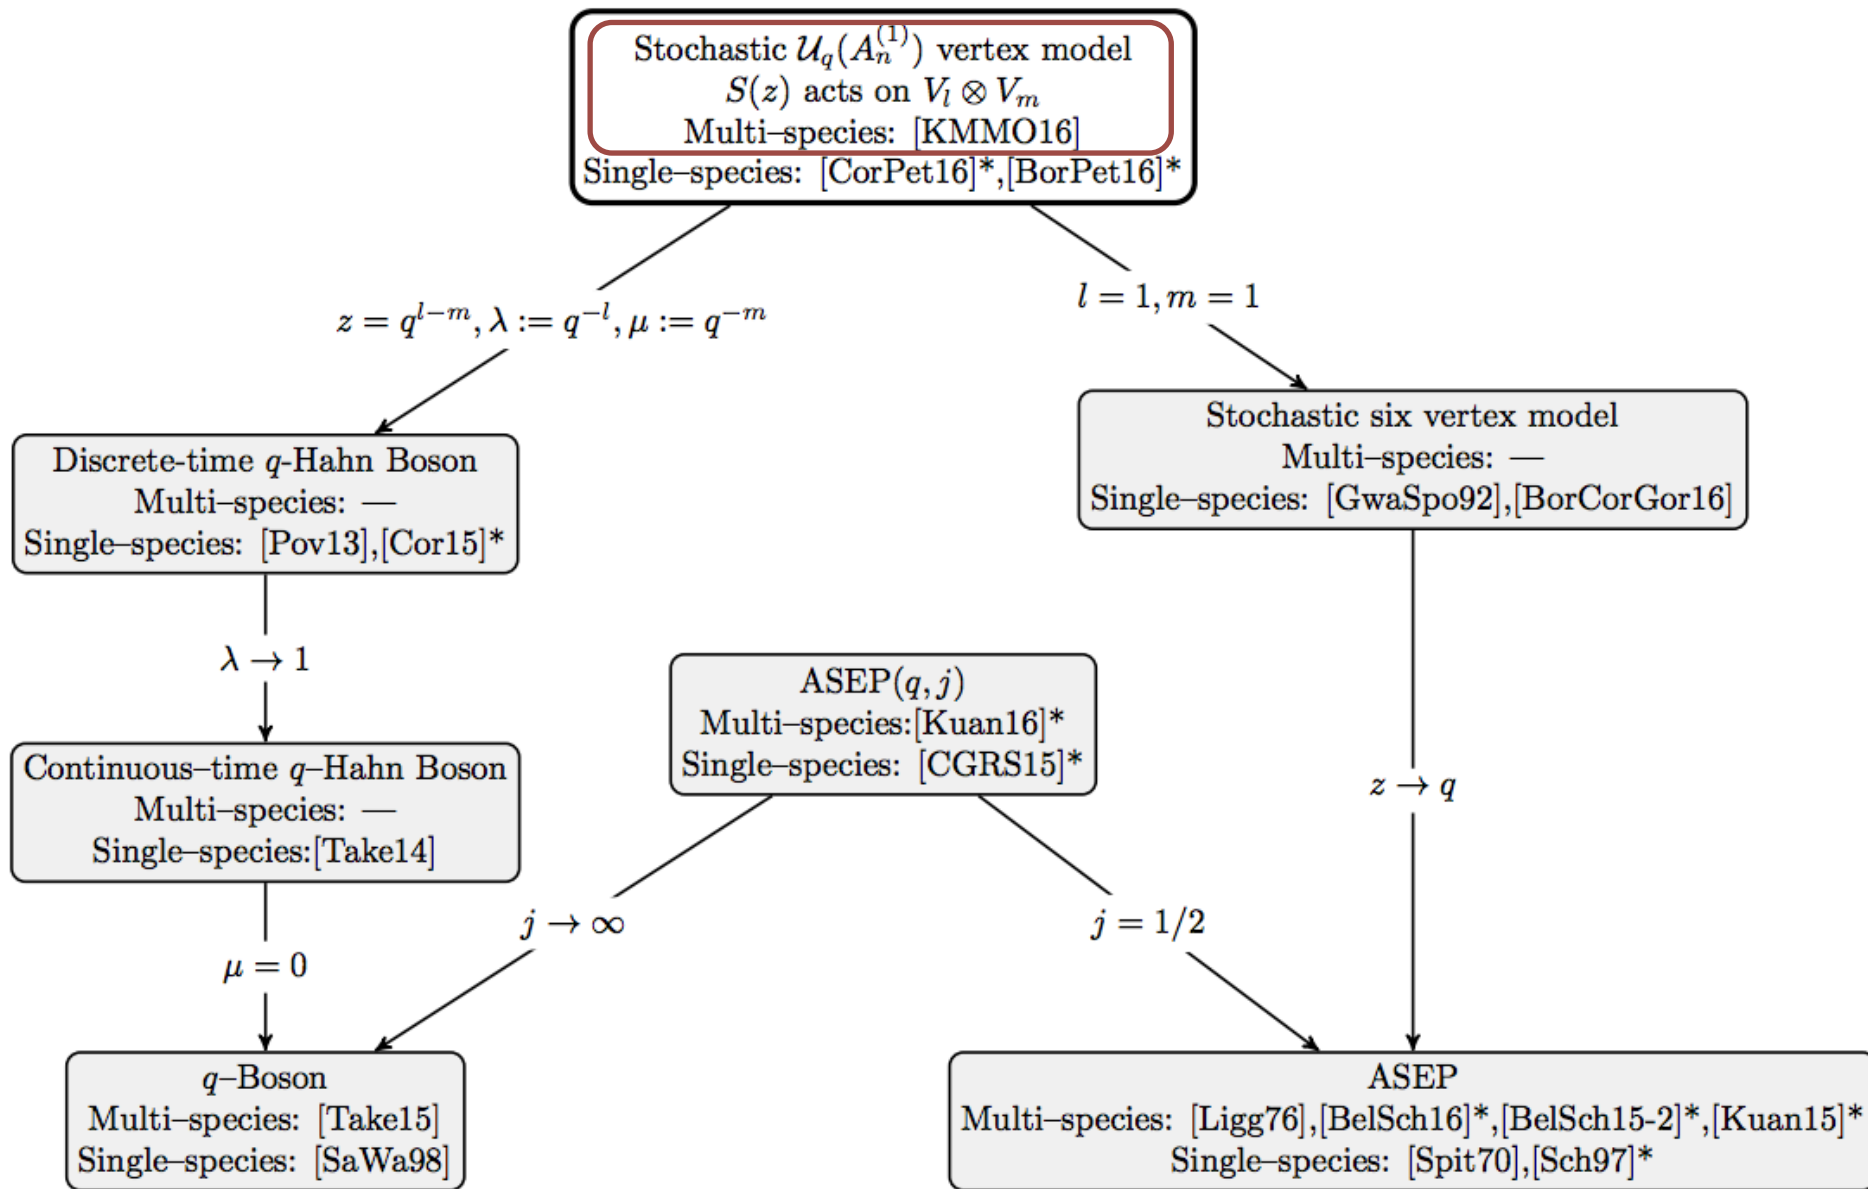 Stochastic 𝒰_q(A_n^{(1)}) vertex model
S(z) acts on V_l ⊗ V_m
Multi–species: [KMMO16]
Single–species: [CorPet16]*,[BorPet16]*
z = q^{l−m}, λ := q^{−l}, μ := q^{−m}
l = 1, m = 1
Discrete-time q-Hahn Boson
Multi–species: —
Single–species: [Pov13],[Cor15]*
Stochastic six vertex model
Multi–species: —
Single–species: [GwaSpo92],[BorCorGor16]
λ → 1
ASEP(q, j)
Multi–species:[Kuan16]*
Single–species: [CGRS15]*
Continuous–time q–Hahn Boson
Multi–species: —
Single–species:[Take14]
z → q
μ = 0
j → ∞
j = 1/2
q–Boson
Multi–species: [Take15]
Single–species: [SaWa98]
ASEP
Multi–species: [Ligg76],[BelSch16]*,[BelSch15-2]*,[Kuan15]*
Single–species: [Spit70],[Sch97]*